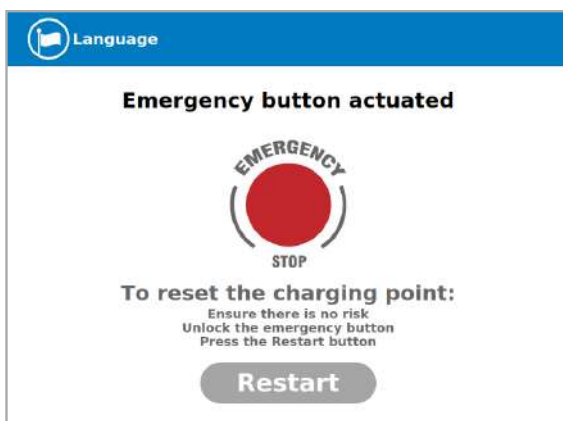 Language
Emergency button actuated
EMERGENCY
STOP
To reset the charging point:
Ensure there is no risk
Unlock the emergency button
Press the Restart button
Restart